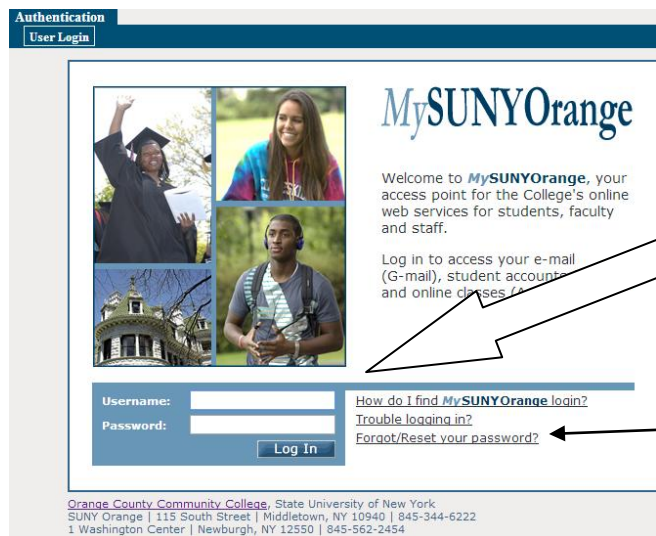 Authentication
User Login
MySUNYOrange
Welcome to MySUNYOrange, your
access point for the College's online
web services for students, faculty
and staff.
Log in to access your e-mail
(G-mail), student accounts
and online classes
Username:
Password:
Log In
How do I find MySUNYOrange login?
Trouble logging in?
Forgot/Reset your password?
Orange County Community College, State University of New York
SUNY Orange | 115 South Street | Middletown, NY 10940 | 845-344-6222
1 Washington Center | Newburgh, NY 12550 | 845-562-2454